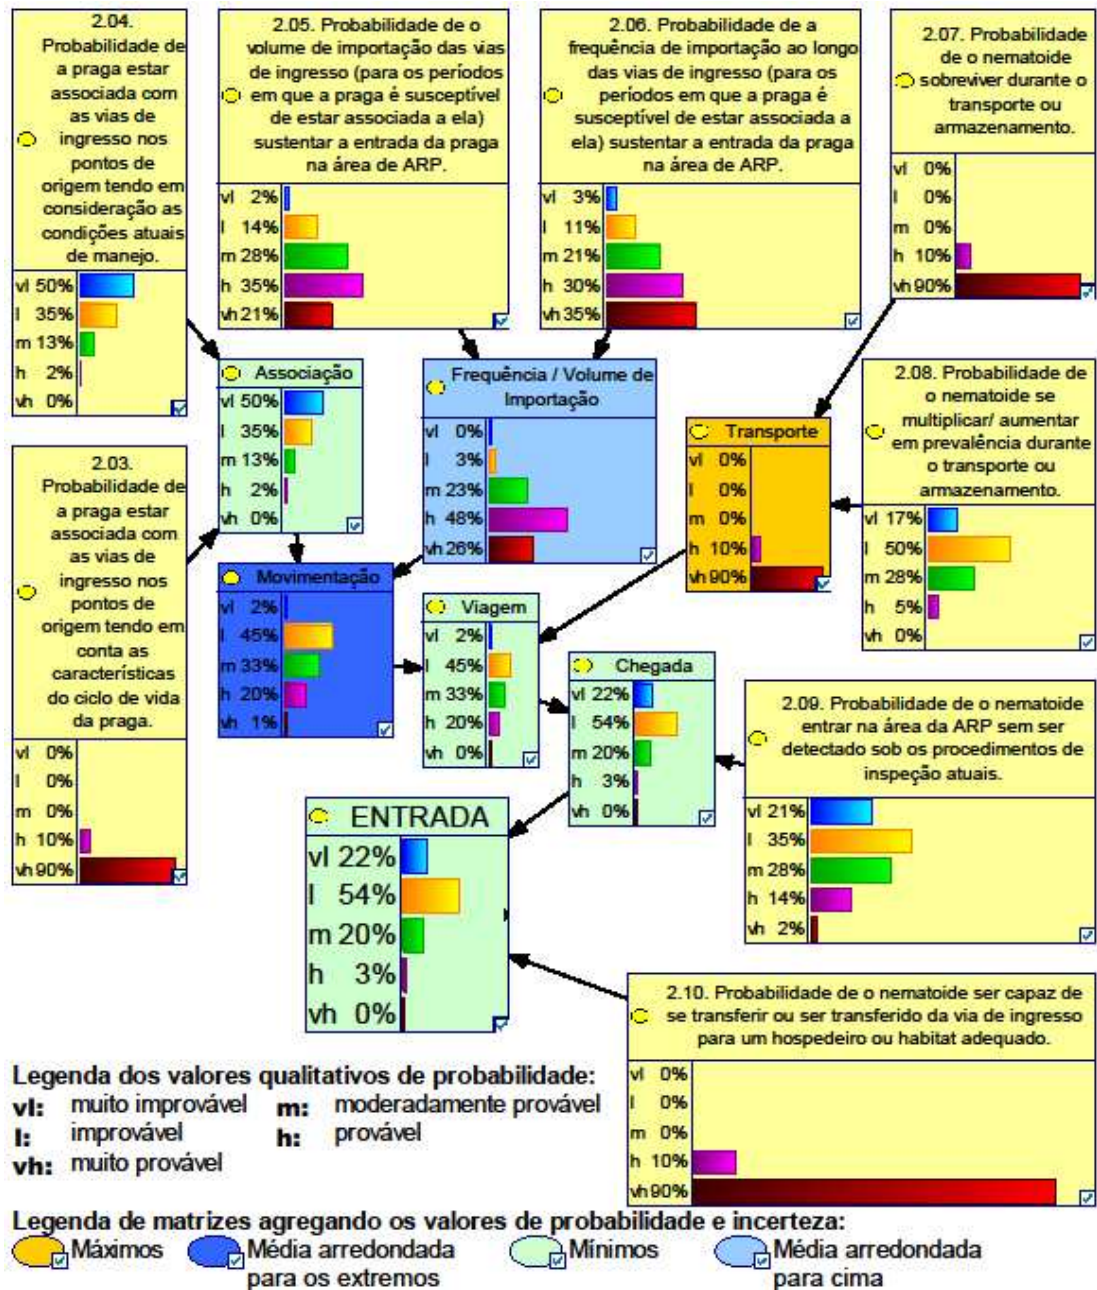 2.04.
Probabilidade de
a praga estar
associada com
as vias de
ingresso nos
pontos de
origem tendo em
consideração as
condições atuais
de manejo.
vl 50%
l 35%
m 13%
h 2%
vh 0%
2.05. Probabilidade de o
volume de importação das vias
de ingresso (para os períodos
em que a praga é susceptível
de estar associada a ela)
sustentar a entrada da praga
na área de ARP.
vl 2%
l 14%
m 28%
h 35%
vh 21%
2.06. Probabilidade de a
frequência de importação ao longo
das vias de ingresso (para os
períodos em que a praga é
susceptível de estar associada a
ela) sustentar a entrada da praga
na área de ARP.
vl 3%
l 11%
m 21%
h 30%
vh 35%
2.07. Probabilidade
de o nematoide
sobreviver durante o
transporte ou
armazenamento.
vl 0%
l 0%
m 0%
h 10%
vh 90%
Associação
vl 50%
l 35%
m 13%
h 2%
vh 0%
Frequência / Volume de
Importação
vl 0%
l 3%
m 23%
h 48%
vh 26%
Transporte
vl 0%
l 0%
m 0%
h 10%
vh 90%
2.08. Probabilidade de
o nematoide se
multiplicar/ aumentar
em prevalência durante
o transporte ou
armazenamento.
vl 17%
l 50%
m 28%
h 5%
vh 0%
2.03.
Probabilidade de
a praga estar
associada com
as vias de
ingresso nos
pontos de
origem tendo em
conta as
características
do ciclo de vida
da praga.
vl 0%
l 0%
m 0%
h 10%
vh 90%
Movimentação
vl 2%
l 45%
m 33%
h 20%
vh 1%
Viagem
vl 2%
l 45%
m 33%
h 20%
vh 0%
Chegada
vl 22%
l 54%
m 20%
h 3%
vh 0%
2.09. Probabilidade de o nematoide
entrar na área da ARP sem ser
detectado sob os procedimentos de
inspeção atuais.
vl 21%
l 35%
m 28%
h 14%
vh 2%
ENTRADA
vl 22%
l 54%
m 20%
h 3%
vh 0%
2.10. Probabilidade de o nematoide ser capaz de
se transferir ou ser transferido da via de ingresso
para um hospedeiro ou habitat adequado.
vl 0%
l 0%
m 0%
h 10%
vh 90%
Legenda dos valores qualitativos de probabilidade:
vl: muito improvável m: moderadamente provável
l: improvável h: provável
vh: muito provável
Legenda de matrizes agregando os valores de probabilidade e incerteza:
Máximos Média arredondada Mínimos Média arredondada
para os extremos para cima